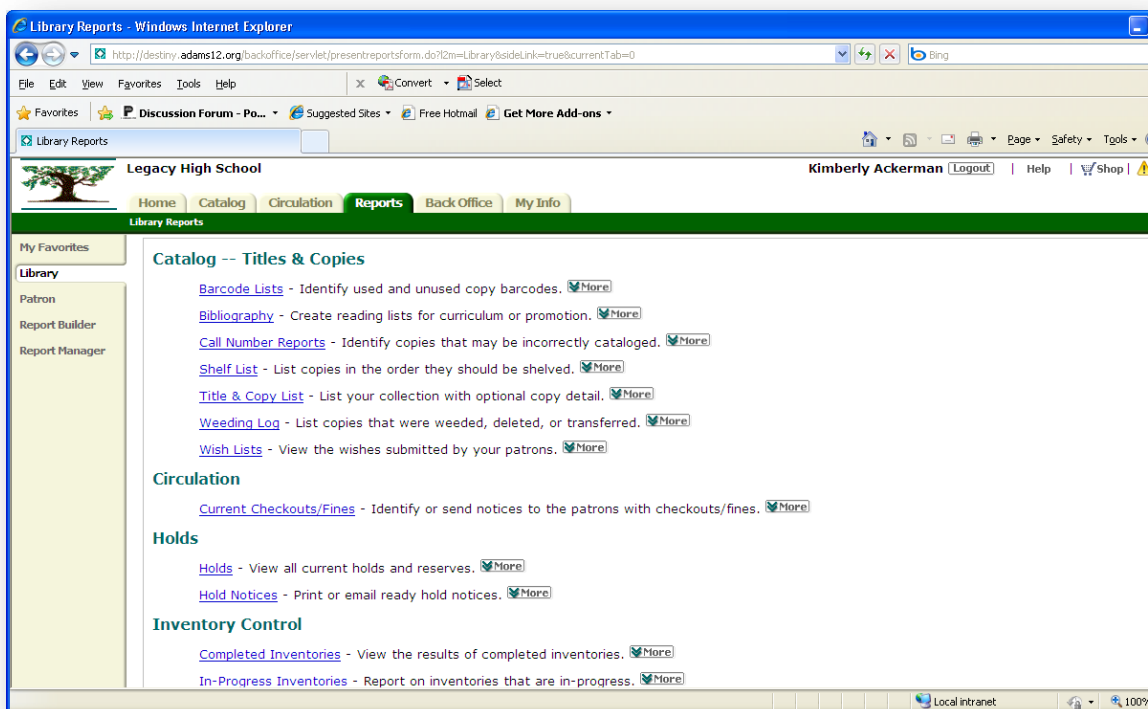 Library Reports - Windows Internet Explorer
http://destiny.adams12.org/backoffice/servlet/presentreportsform.do?l2m=Library&sideLink=true&currentTab=0
Bing
File Edit View Favorites Tools Help x Convert Select
Favorites Discussion Forum - Po... Suggested Sites Free Hotmail Get More Add-ons
Library Reports Page Safety Tools
Legacy High School Kimberly Ackerman Logout | Help | Shop |
Home Catalog Circulation Reports Back Office My Info
Library Reports
My Favorites
Library
Patron
Report Builder
Report Manager
Catalog -- Titles & Copies
Barcode Lists - Identify used and unused copy barcodes. More
Bibliography - Create reading lists for curriculum or promotion. More
Call Number Reports - Identify copies that may be incorrectly cataloged. More
Shelf List - List copies in the order they should be shelved. More
Title & Copy List - List your collection with optional copy detail. More
Weeding Log - List copies that were weeded, deleted, or transferred. More
Wish Lists - View the wishes submitted by your patrons. More
Circulation
Current Checkouts/Fines - Identify or send notices to the patrons with checkouts/fines. More
Holds
Holds - View all current holds and reserves. More
Hold Notices - Print or email ready hold notices. More
Inventory Control
Completed Inventories - View the results of completed inventories. More
In-Progress Inventories - Report on inventories that are in-progress. More
Local intranet 100%